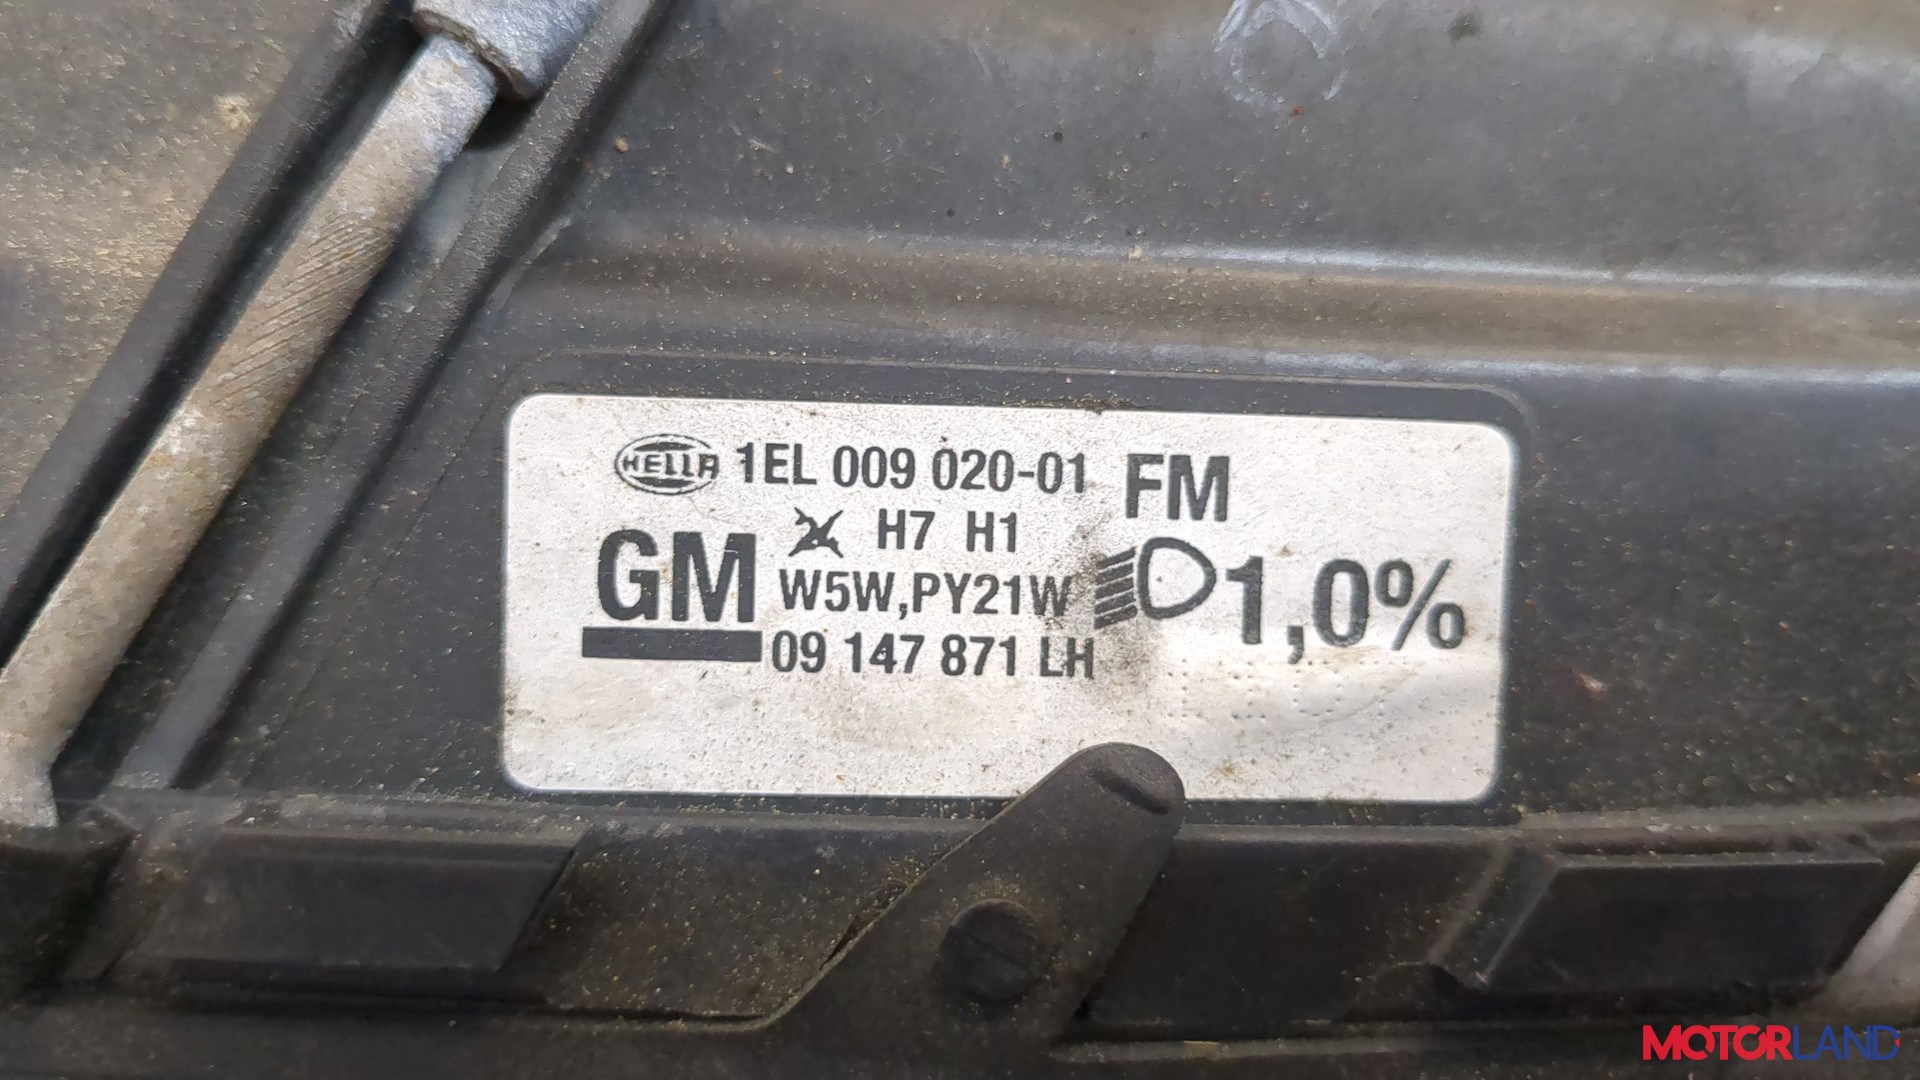 HELLA 1EL 009 020-01 FM
H7 H1
GM W5W,PY21W 1,0%
09 147 871 LH
MOTORLAND